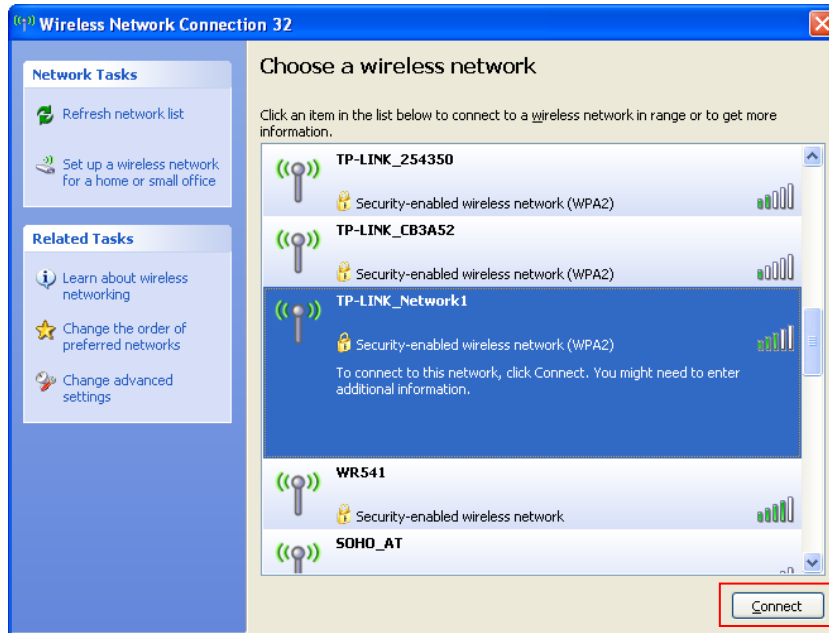 Wireless Network Connection 32
Network Tasks
Refresh network list
Set up a wireless network
for a home or small office
Related Tasks
Learn about wireless
networking
Change the order of
preferred networks
Change advanced
settings
Choose a wireless network
Click an item in the list below to connect to a wireless network in range or to get more
information.
TP-LINK_254350
Security-enabled wireless network (WPA2)
TP-LINK_CB3A52
Security-enabled wireless network (WPA2)
TP-LINK_Network1
Security-enabled wireless network (WPA2)
To connect to this network, click Connect. You might need to enter
additional information.
WR541
Security-enabled wireless network
SOHO_AT
Connect